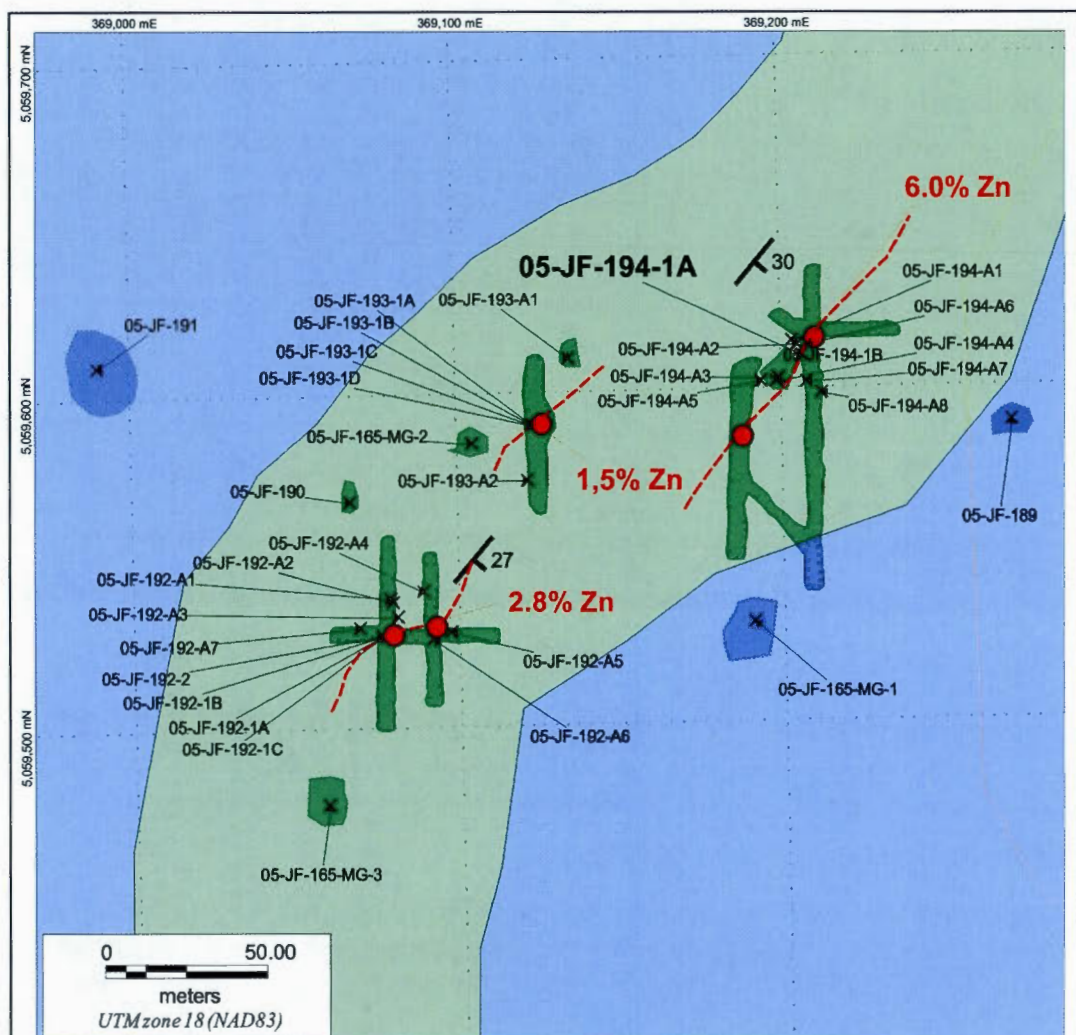 369,000 mE
369,100 mE
369,200 mE
5,059,700 mN
6.0% Zn
30
05-JF-194-1A
05-JF-194-A1
05-JF-193-1A
05-JF-193-A1
05-JF-194-A6
05-JF-193-1B
05-JF-191
05-JF-194-A2
05-JF-194-1B
05-JF-194-A4
05-JF-193-1C
05-JF-194-A3
05-JF-194-A7
05-JF-193-1D
05-JF-194-A5
05-JF-194-A8
5,059,600 mN
05-JF-165-MG-2
1,5% Zn
05-JF-193-A2
05-JF-190
05-JF-189
05-JF-192-A4
05-JF-192-A2
27
05-JF-192-A1
2.8% Zn
05-JF-192-A3
05-JF-192-A7
05-JF-192-A5
05-JF-192-2
05-JF-165-MG-1
05-JF-192-1B
05-JF-192-1A
05-JF-192-A6
05-JF-192-1C
5,059,500 mN
05-JF-165-MG-3
0 50.00
meters
UTM zone 18 (NAD83)